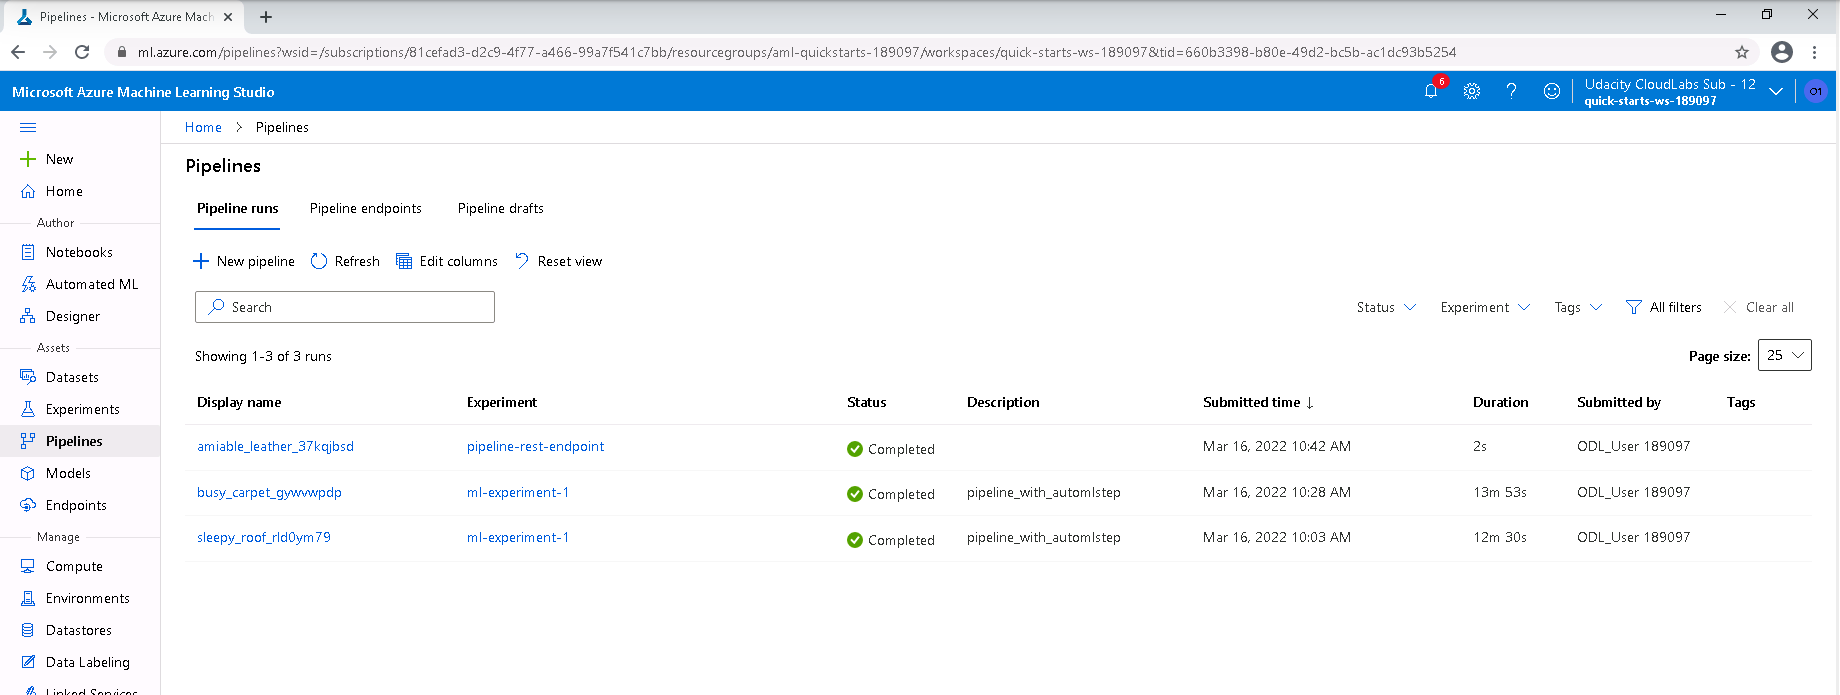 Pipelines - Microsoft Azure Mach
ml.azure.com/pipelines?wsid=/subscriptions/81cefad3-d2c9-4f77-a466-99a7f541c7bb/resourcegroups/aml-quickstarts-189097/workspaces/quick-starts-ws-189097&tid=660b3398-b80e-49d2-bc5b-ac1dc93b5254
Microsoft Azure Machine Learning Studio
6
Udacity CloudLabs Sub - 12
quick-starts-ws-189097
O1
New
Home
Author
Notebooks
Automated ML
Designer
Assets
Datasets
Experiments
Pipelines
Models
Endpoints
Manage
Compute
Environments
Datastores
Data Labeling
Linked Services
Home > Pipelines
Pipelines
Pipeline runs Pipeline endpoints Pipeline drafts
New pipeline Refresh Edit columns Reset view
Search
Status Experiment Tags All filters Clear all
Showing 1-3 of 3 runs
Page size: 25
Display name Experiment Status Description Submitted time ↓ Duration Submitted by Tags
amiable_leather_37kqjbsd pipeline-rest-endpoint Completed Mar 16, 2022 10:42 AM 2s ODL_User 189097
busy_carpet_gywvwpdp ml-experiment-1 Completed pipeline_with_automlstep Mar 16, 2022 10:28 AM 13m 53s ODL_User 189097
sleepy_roof_rld0ym79 ml-experiment-1 Completed pipeline_with_automlstep Mar 16, 2022 10:03 AM 12m 30s ODL_User 189097